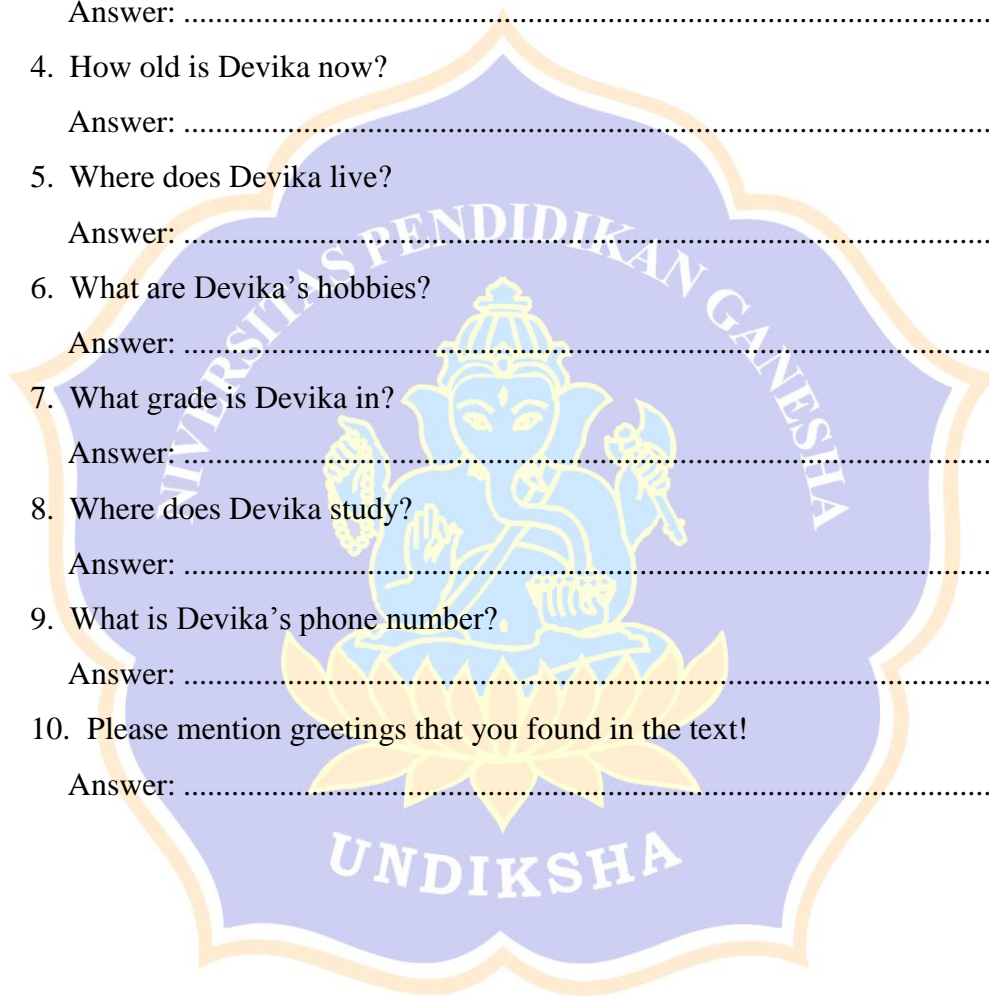 Answer: ..........................................................................................
4. How old is Devika now?
Answer: ..........................................................................................
5. Where does Devika live?
Answer: ..........................................................................................
6. What are Devika’s hobbies?
Answer: ..........................................................................................
7. What grade is Devika in?
Answer: ..........................................................................................
8. Where does Devika study?
Answer: ..........................................................................................
9. What is Devika’s phone number?
Answer: ..........................................................................................
10. Please mention greetings that you found in the text!
Answer: ..........................................................................................
NIVERSITAS PENDIDIKAN GANESHA
UNDIKSHA